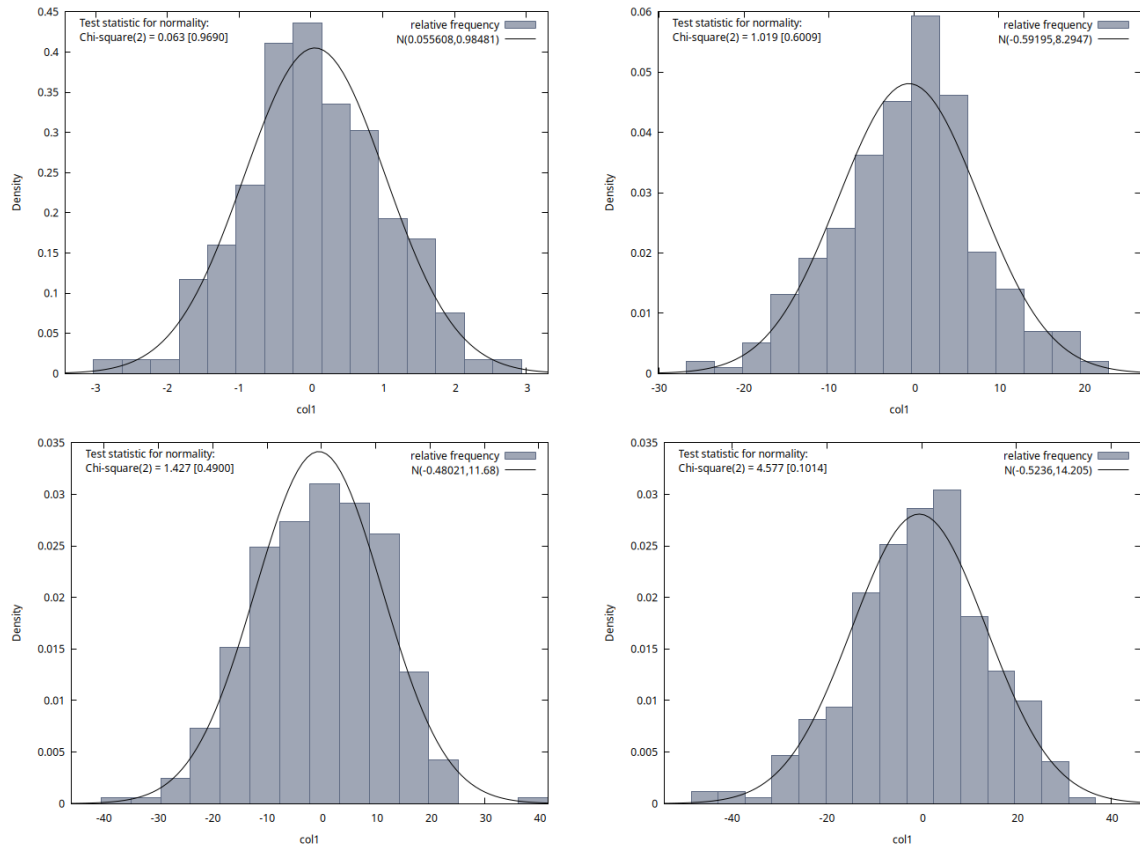 Test statistic for normality:
Chi-square(2) = 0.063 [0.9690]
relative frequency
N(0.055608,0.98481)
0.45
0.4
0.35
0.3
0.25
0.2
0.15
0.1
0.05
0
Density
-3 -2 -1 0 1 2 3
col1
Test statistic for normality:
Chi-square(2) = 1.019 [0.6009]
relative frequency
N(-0.59195,8.2947)
0.06
0.05
0.04
0.03
0.02
0.01
0
Density
-30 -20 -10 0 10 20
col1
Test statistic for normality:
Chi-square(2) = 1.427 [0.4900]
relative frequency
N(-0.48021,11.68)
0.035
0.03
0.025
0.02
0.015
0.01
0.005
0
Density
-40 -30 -20 -10 0 10 20 30 40
col1
Test statistic for normality:
Chi-square(2) = 4.577 [0.1014]
relative frequency
N(-0.5236,14.205)
0.035
0.03
0.025
0.02
0.015
0.01
0.005
0
Density
-40 -20 0 20 40
col1